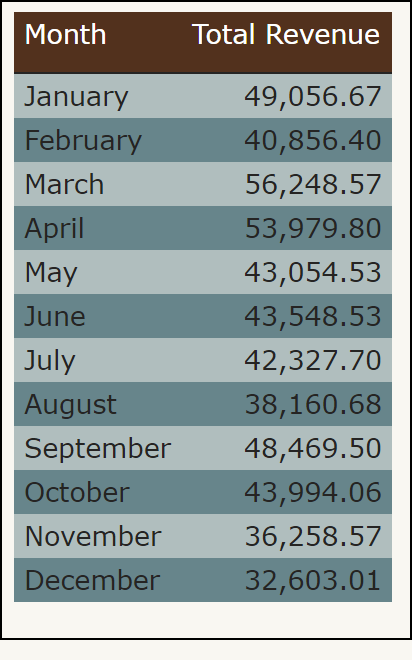 Month Total Revenue
January 49,056.67
February 40,856.40
March 56,248.57
April 53,979.80
May 43,054.53
June 43,548.53
July 42,327.70
August 38,160.68
September 48,469.50
October 43,994.06
November 36,258.57
December 32,603.01